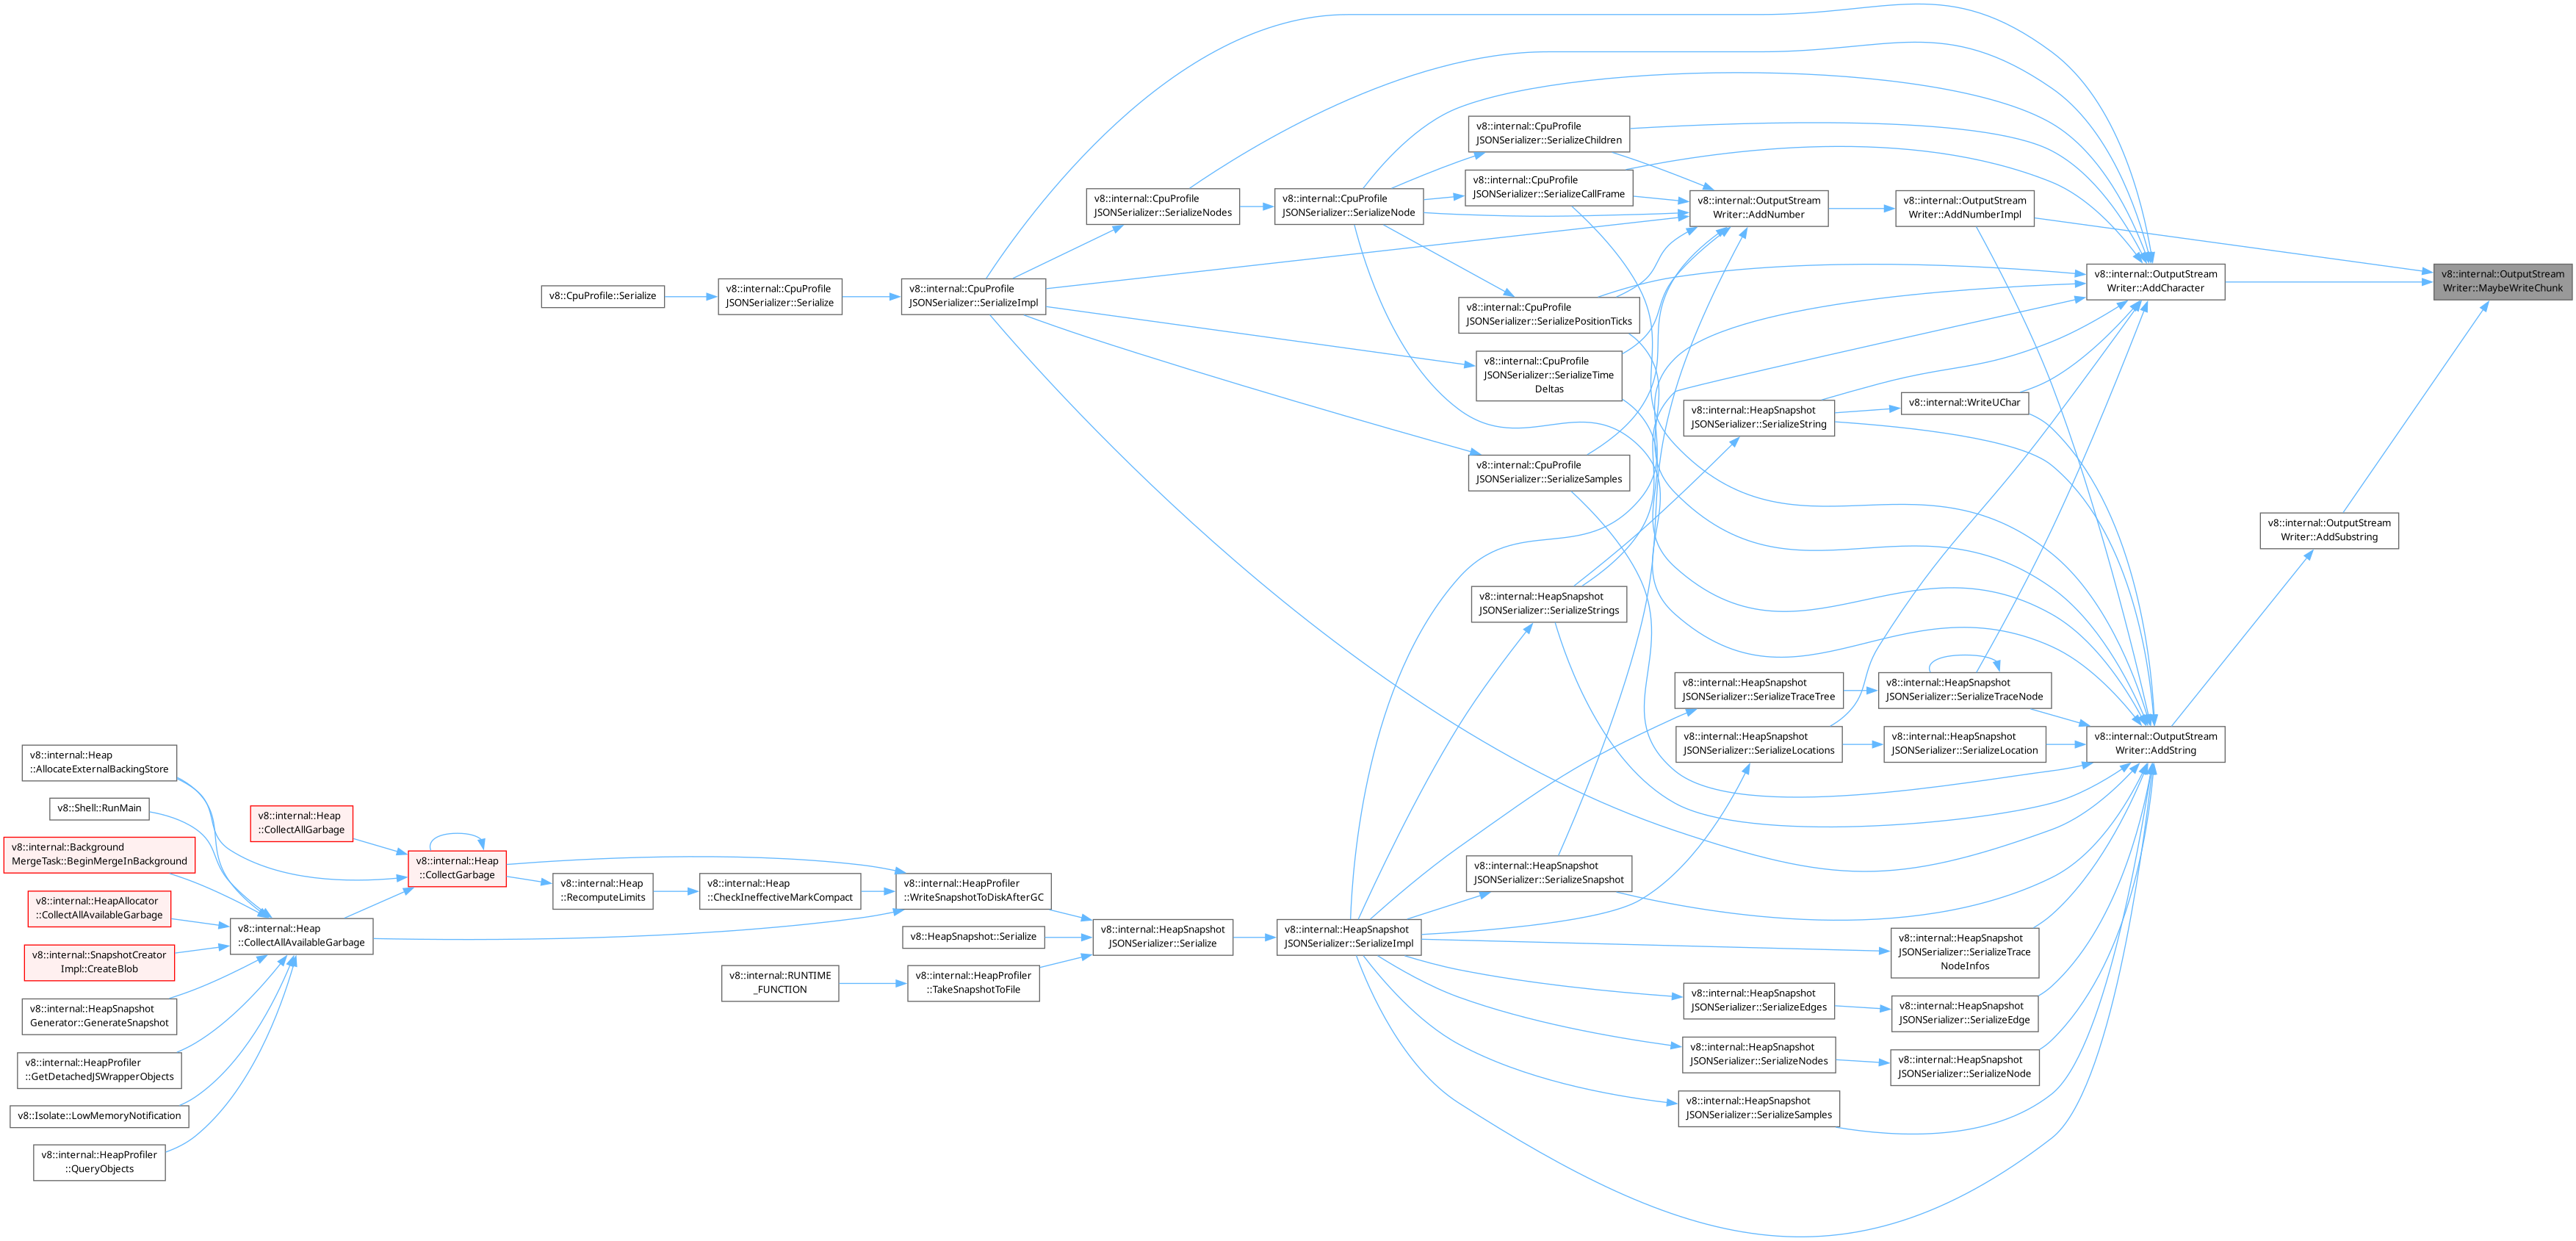 v8::internal::CpuProfile
JSONSerializer::SerializeChildren
v8::internal::CpuProfile
JSONSerializer::SerializeCallFrame
v8::internal::CpuProfile
JSONSerializer::SerializeNodes
v8::internal::CpuProfile
JSONSerializer::SerializeNode
v8::internal::OutputStream
Writer::AddNumber
v8::internal::OutputStream
Writer::AddNumberImpl
v8::internal::OutputStream
Writer::AddCharacter
v8::internal::OutputStream
Writer::MaybeWriteChunk
v8::CpuProfile::Serialize
v8::internal::CpuProfile
JSONSerializer::Serialize
v8::internal::CpuProfile
JSONSerializer::SerializeImpl
v8::internal::CpuProfile
JSONSerializer::SerializePositionTicks
v8::internal::CpuProfile
JSONSerializer::SerializeTime
Deltas
v8::internal::HeapSnapshot
JSONSerializer::SerializeString
v8::internal::WriteUChar
v8::internal::CpuProfile
JSONSerializer::SerializeSamples
v8::internal::OutputStream
Writer::AddSubstring
v8::internal::HeapSnapshot
JSONSerializer::SerializeStrings
v8::internal::HeapSnapshot
JSONSerializer::SerializeTraceTree
v8::internal::HeapSnapshot
JSONSerializer::SerializeTraceNode
v8::internal::HeapSnapshot
JSONSerializer::SerializeLocations
v8::internal::HeapSnapshot
JSONSerializer::SerializeLocation
v8::internal::OutputStream
Writer::AddString
v8::internal::Heap
::AllocateExternalBackingStore
v8::Shell::RunMain
v8::internal::Heap
::CollectAllGarbage
v8::internal::Background
MergeTask::BeginMergeInBackground
v8::internal::Heap
::CollectGarbage
v8::internal::Heap
::RecomputeLimits
v8::internal::Heap
::CheckIneffectiveMarkCompact
v8::internal::HeapProfiler
::WriteSnapshotToDiskAfterGC
v8::internal::HeapSnapshot
JSONSerializer::SerializeSnapshot
v8::internal::HeapAllocator
::CollectAllAvailableGarbage
v8::internal::Heap
::CollectAllAvailableGarbage
v8::HeapSnapshot::Serialize
v8::internal::HeapSnapshot
JSONSerializer::Serialize
v8::internal::HeapSnapshot
JSONSerializer::SerializeImpl
v8::internal::HeapSnapshot
JSONSerializer::SerializeTrace
NodeInfos
v8::internal::SnapshotCreator
Impl::CreateBlob
v8::internal::RUNTIME
_FUNCTION
v8::internal::HeapProfiler
::TakeSnapshotToFile
v8::internal::HeapSnapshot
JSONSerializer::SerializeEdges
v8::internal::HeapSnapshot
JSONSerializer::SerializeEdge
v8::internal::HeapSnapshot
Generator::GenerateSnapshot
v8::internal::HeapSnapshot
JSONSerializer::SerializeNodes
v8::internal::HeapSnapshot
JSONSerializer::SerializeNode
v8::internal::HeapProfiler
::GetDetachedJSWrapperObjects
v8::internal::HeapSnapshot
JSONSerializer::SerializeSamples
v8::Isolate::LowMemoryNotification
v8::internal::HeapProfiler
::QueryObjects